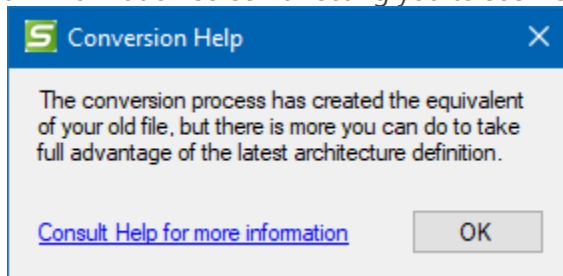 Conversion Help
The conversion process has created the equivalent
of your old file, but there is more you can do to take
full advantage of the latest architecture definition.
Consult Help for more information
OK